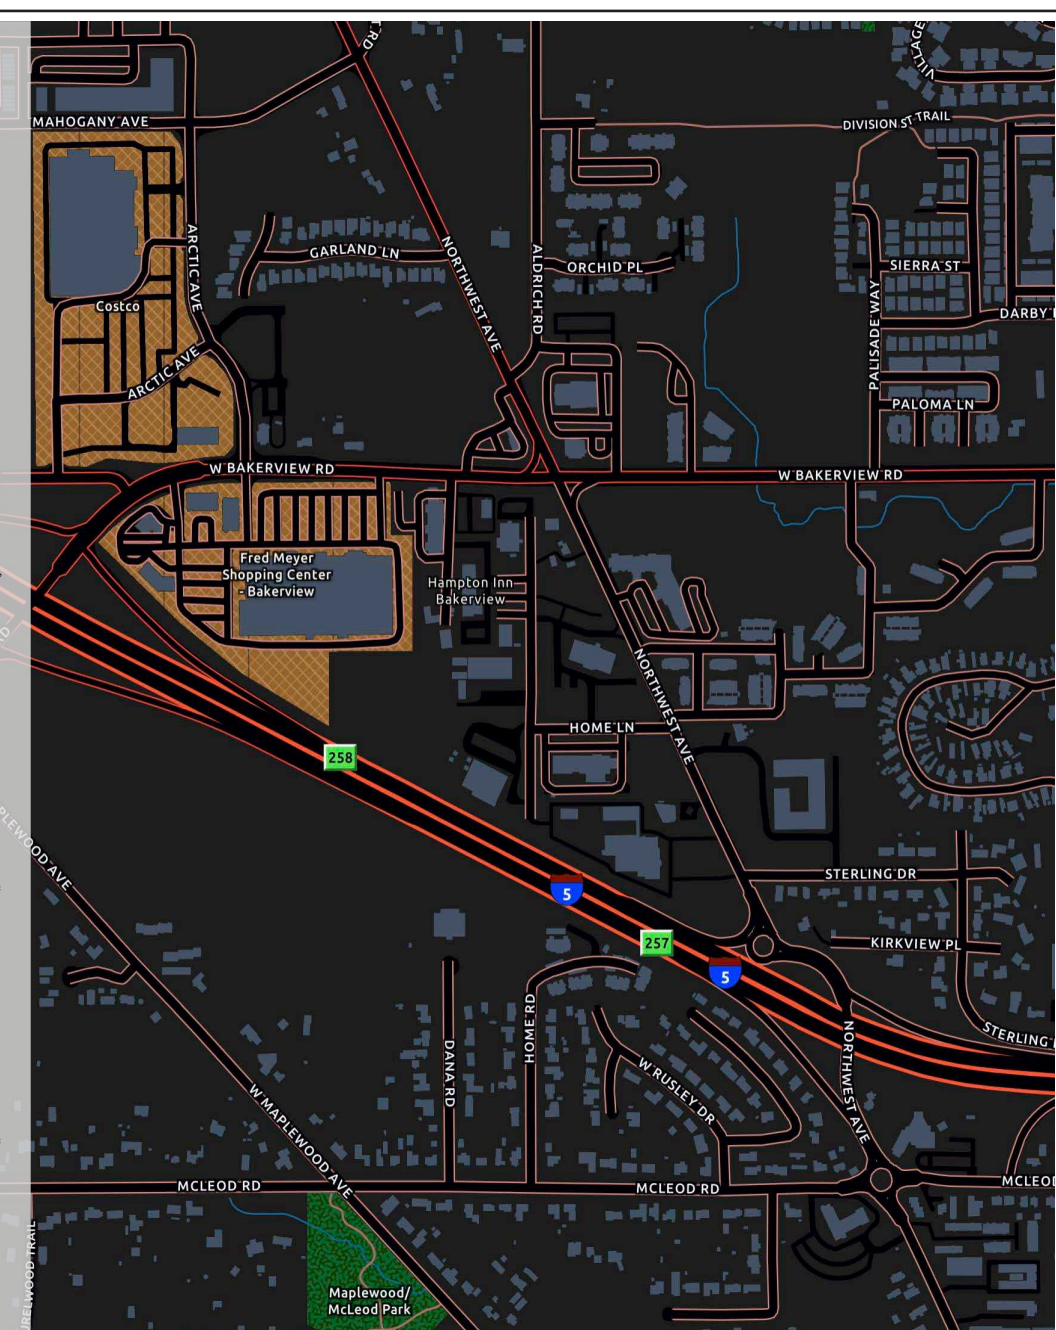 VILLAGE
MAHOGANY AVE
DIVISION ST TRAIL
ARCTIC AVE
GARLAND LN
NORTHWEST AVE
ALDRICH RD
ORCHID PL
SIERRA ST
PALISADE WAY
DARBY
Costco
ARCTIC AVE
PALOMA LN
W BAKERVIEW RD
W BAKERVIEW RD
Fred Meyer
Shopping Center
- Bakerview
Hampton Inn
Bakerview
NORTHWEST AVE
HOME LN
258
5
STERLING DR
257
KIRKVIEW PL
5
HOME RD
DANA RD
W RUSLEY DR
NORTHWEST AVE
STERLING
W MAPLEWOOD AVE
MCLEOD RD
MCLEOD RD
MCLEOD
Maplewood/
McLeod Park